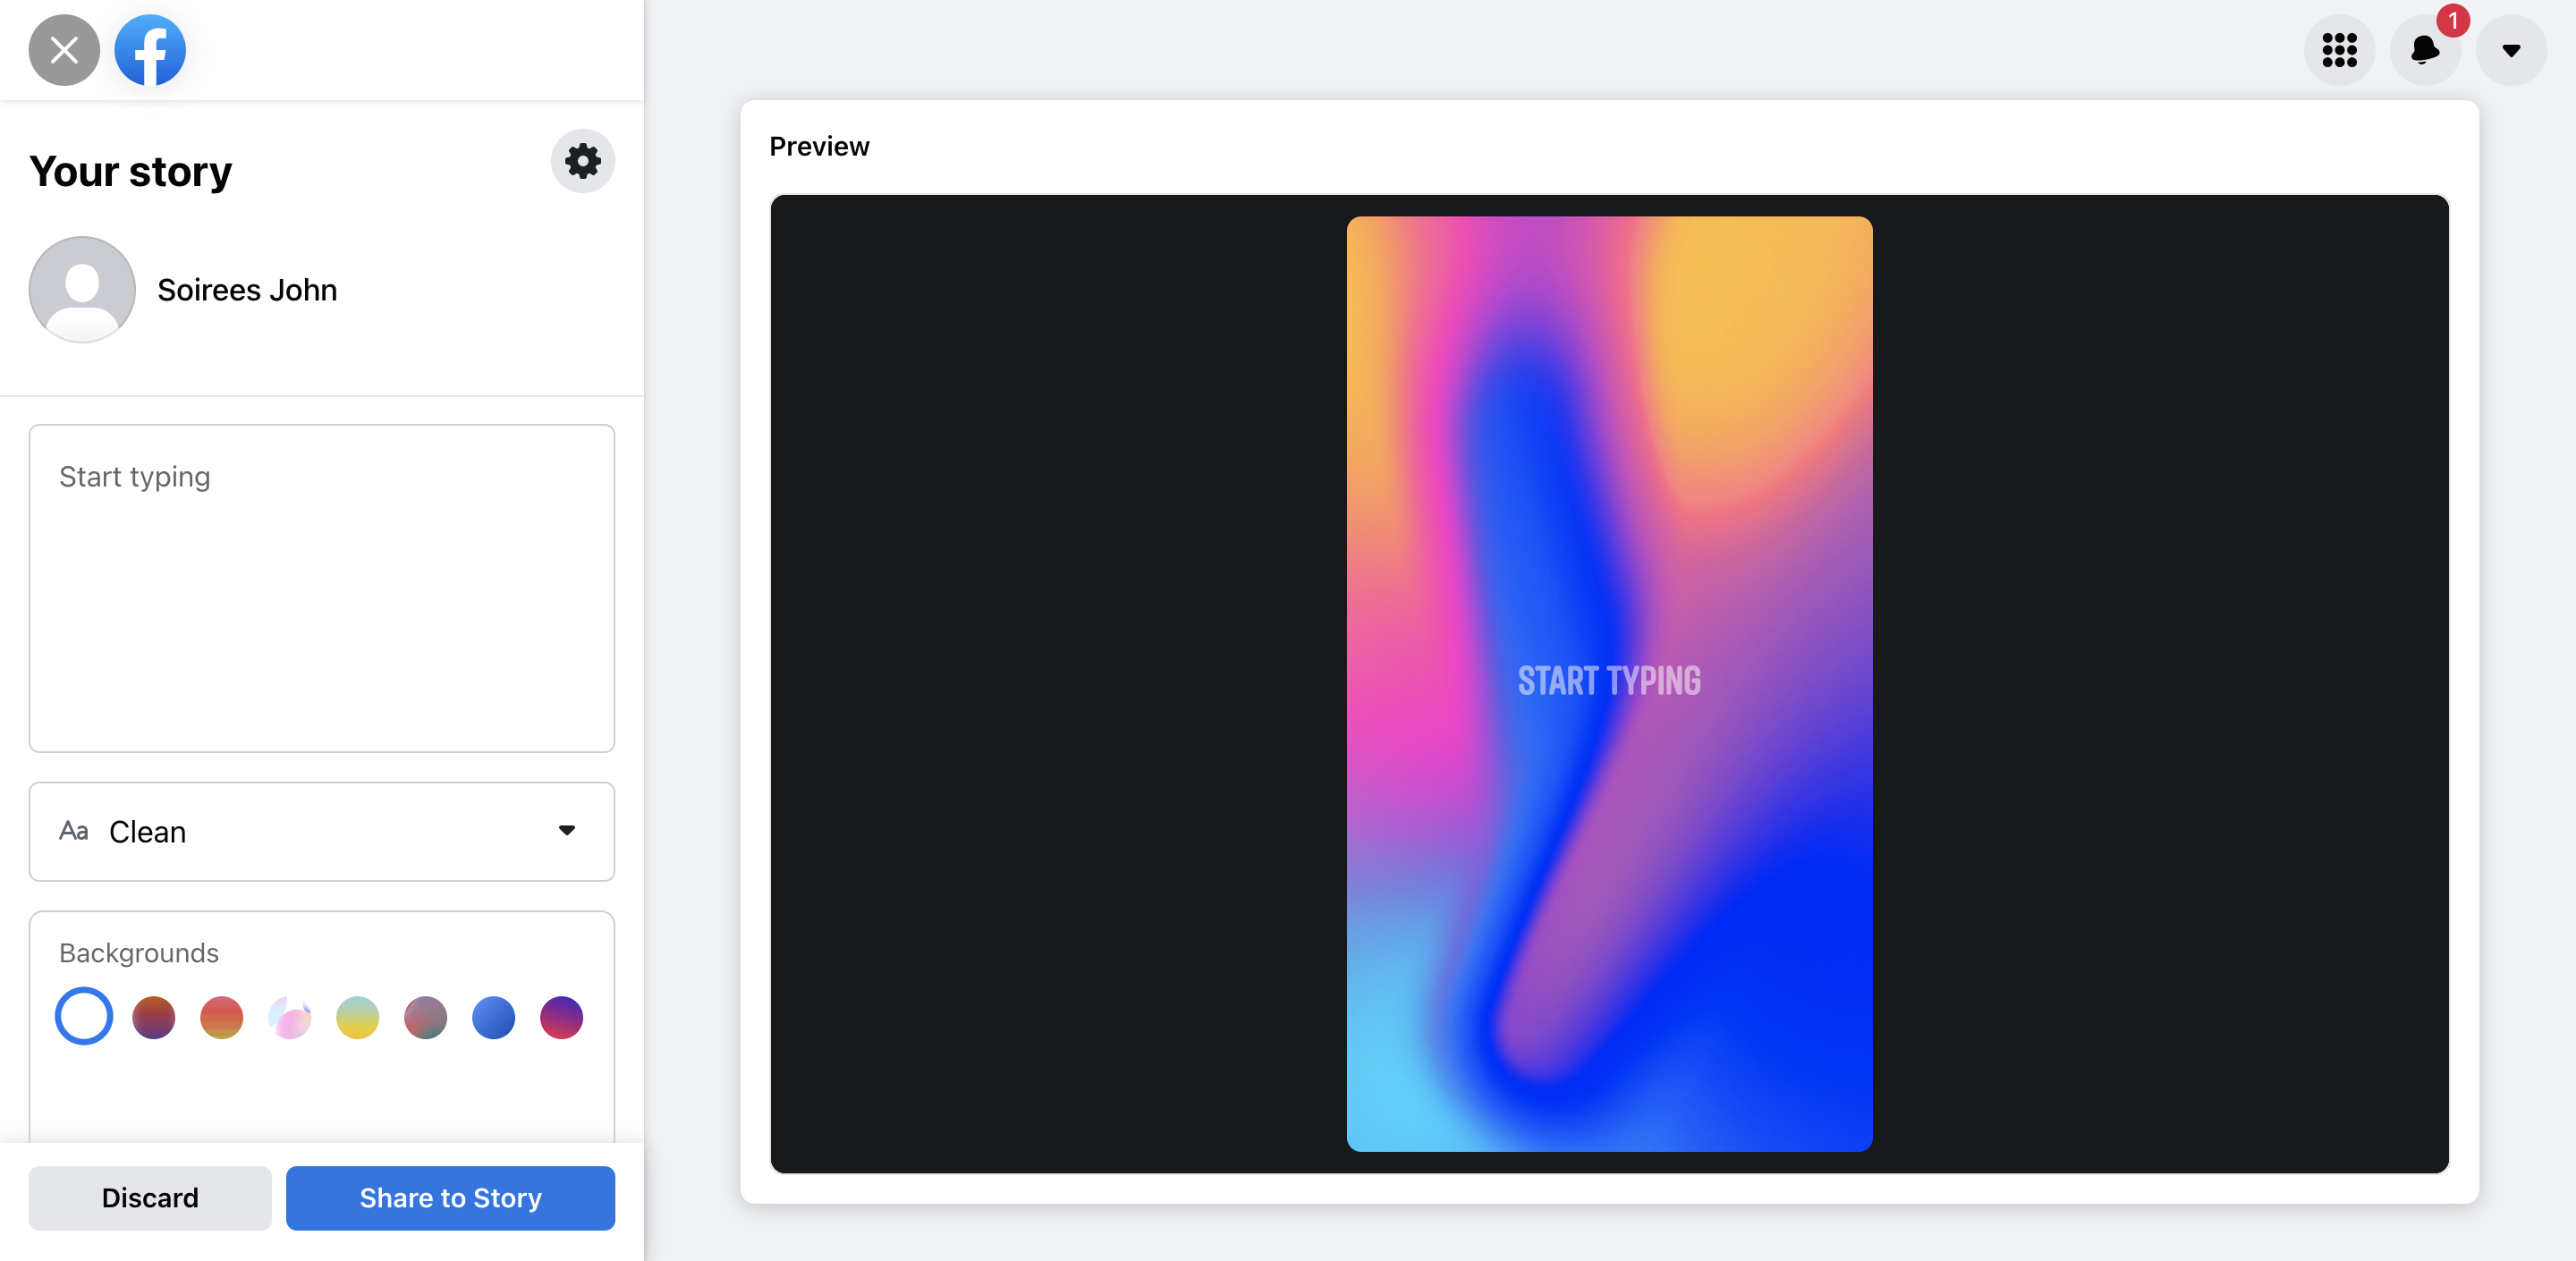 1
Your story
Soirees John
Start typing
Aa Clean
Backgrounds
Discard
Share to Story
Preview
START TYPING